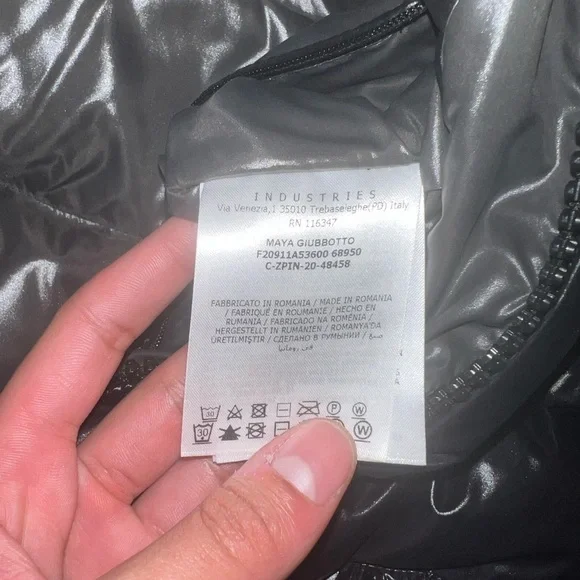 INDUSTRIES
Via Venezia,1 35010 Trebaseleghe(PD) Italy
RN 116347
MAYA GIUBBOTTO
F20911A53600 68950
C-ZPIN-20-48458
FABBRICATO IN ROMANIA / MADE IN ROMANIA
/ FABRIQUÉ EN ROUMANIE / HECHO EN
RUMANIA / FABRICADO NA ROMÉNIA /
HERGESTELLT IN RUMÄNIEN / ROMANYA'DA
ÜRETILMIŞTIR / СДЕЛАНО В РУМЫНИИ /
30 P W
30 W